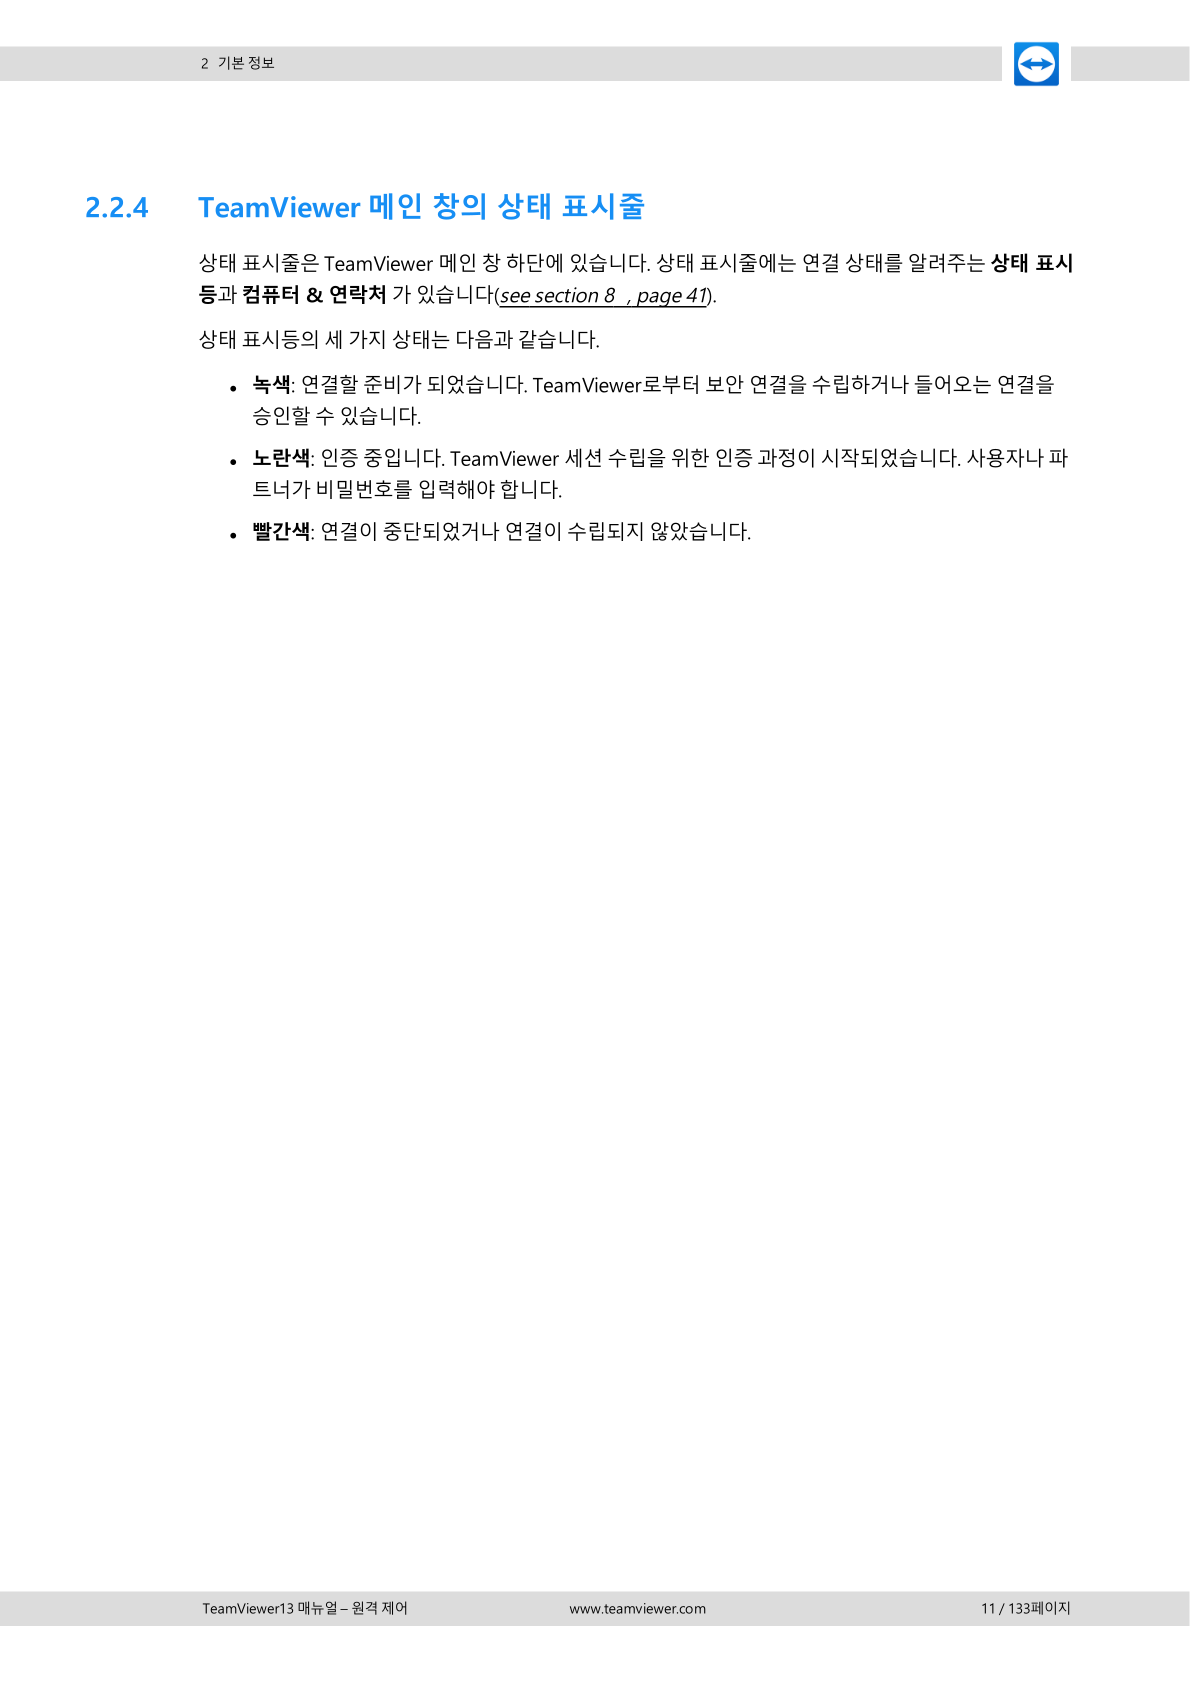 2 기본 정보
2.2.4 TeamViewer 메인 창의 상태 표시줄
상태 표시줄은 TeamViewer 메인 창 하단에 있습니다. 상태 표시줄에는 연결 상태를 알려주는 상태 표시
등과 컴퓨터 & 연락처 가 있습니다(see section 8 , page 41).
상태 표시등의 세 가지 상태는 다음과 같습니다.
• 녹색: 연결할 준비가 되었습니다. TeamViewer로부터 보안 연결을 수립하거나 들어오는 연결을
승인할 수 있습니다.
• 노란색: 인증 중입니다. TeamViewer 세션 수립을 위한 인증 과정이 시작되었습니다. 사용자나 파
트너가 비밀번호를 입력해야 합니다.
• 빨간색: 연결이 중단되었거나 연결이 수립되지 않았습니다.
TeamViewer13 매뉴얼 – 원격 제어 www.teamviewer.com 11 / 133페이지